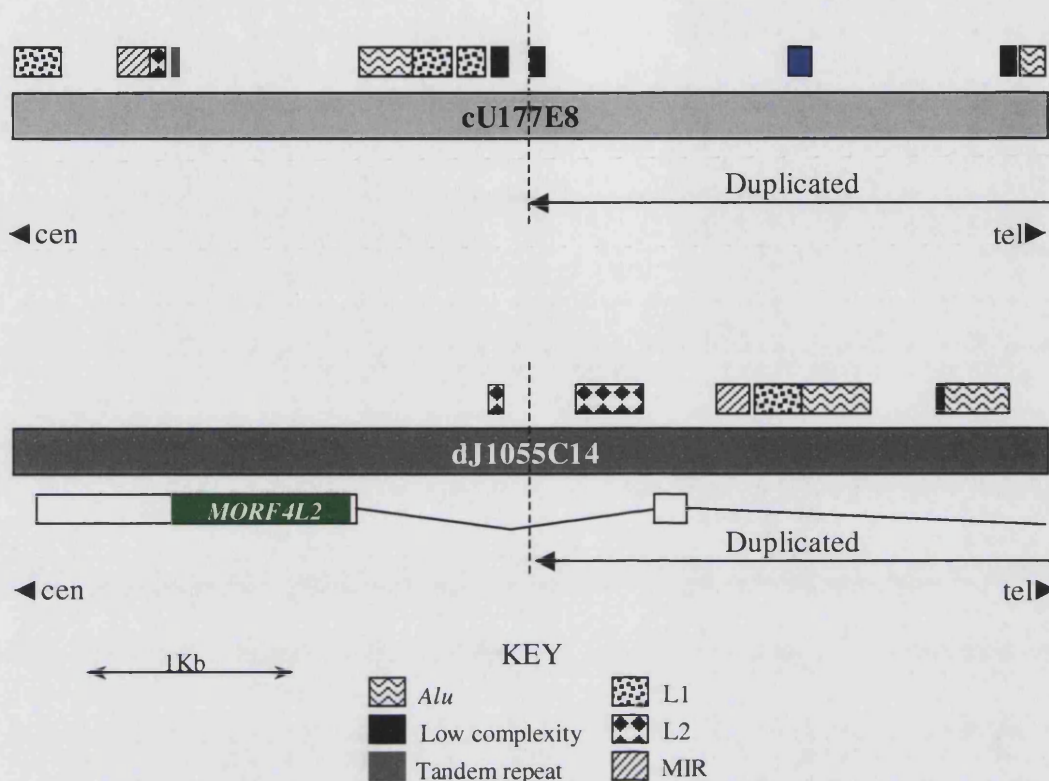 cU177E8
Duplicated
cen tel
dJ1055C14
MORF4L2
Duplicated
cen tel
1Kb
KEY
Alu L1
Low complexity L2
Tandem repeat MIR